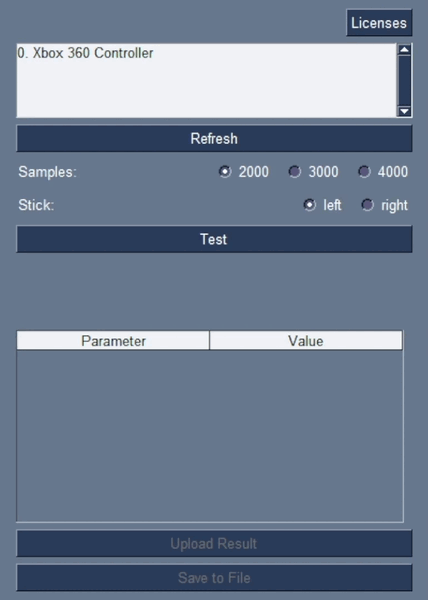 Licenses
0. Xbox 360 Controller
Refresh
Samples: 2000 3000 4000
Stick: left right
Test
Parameter Value
Upload Result
Save to File